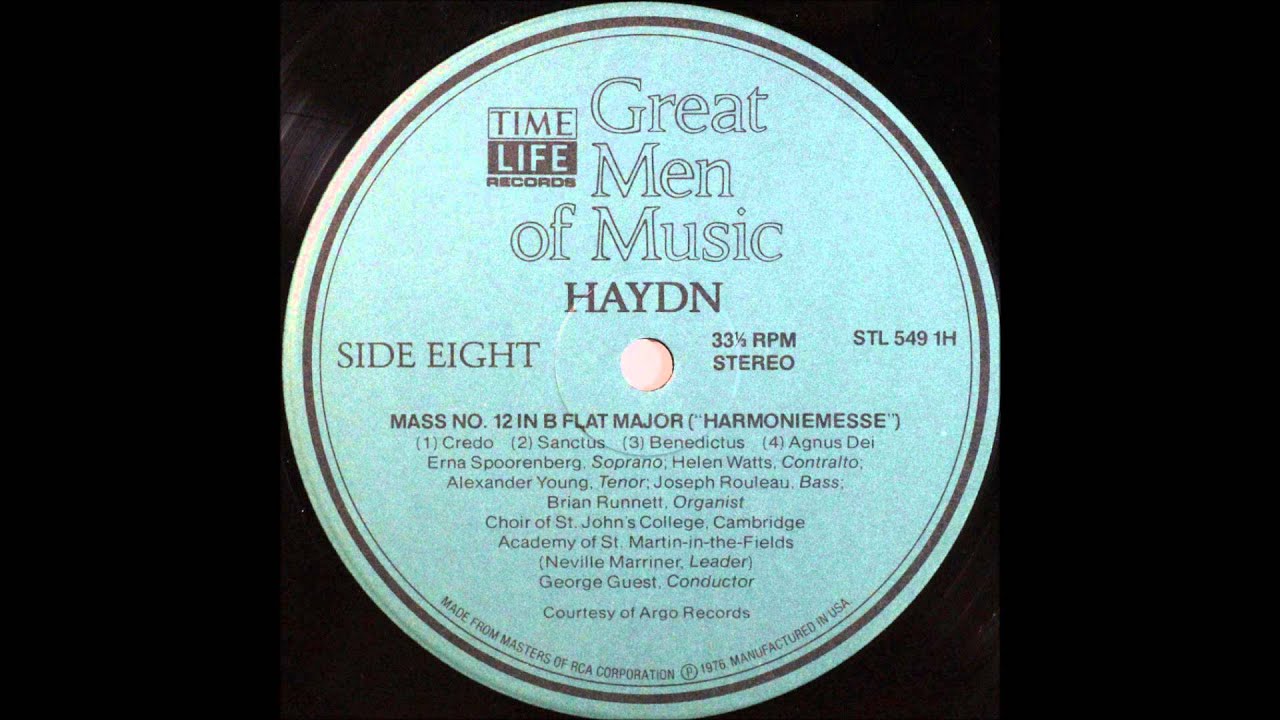 TIME
LIFE
RECORDS
Great
Men
of Music
HAYDN
SIDE EIGHT
33⅓ RPM
STEREO
STL 549 1H
MASS NO. 12 IN B FLAT MAJOR ("HARMONIEMESSE")
(1) Credo (2) Sanctus (3) Benedictus (4) Agnus Dei
Erna Spoorenberg, Soprano; Helen Watts, Contralto;
Alexander Young, Tenor; Joseph Rouleau, Bass;
Brian Runnett, Organist
Choir of St. John's College, Cambridge
Academy of St. Martin-in-the-Fields
(Neville Marriner, Leader)
George Guest, Conductor
Courtesy of Argo Records
MADE FROM MASTERS OF RCA CORPORATION Ⓟ 1976 MANUFACTURED IN USA